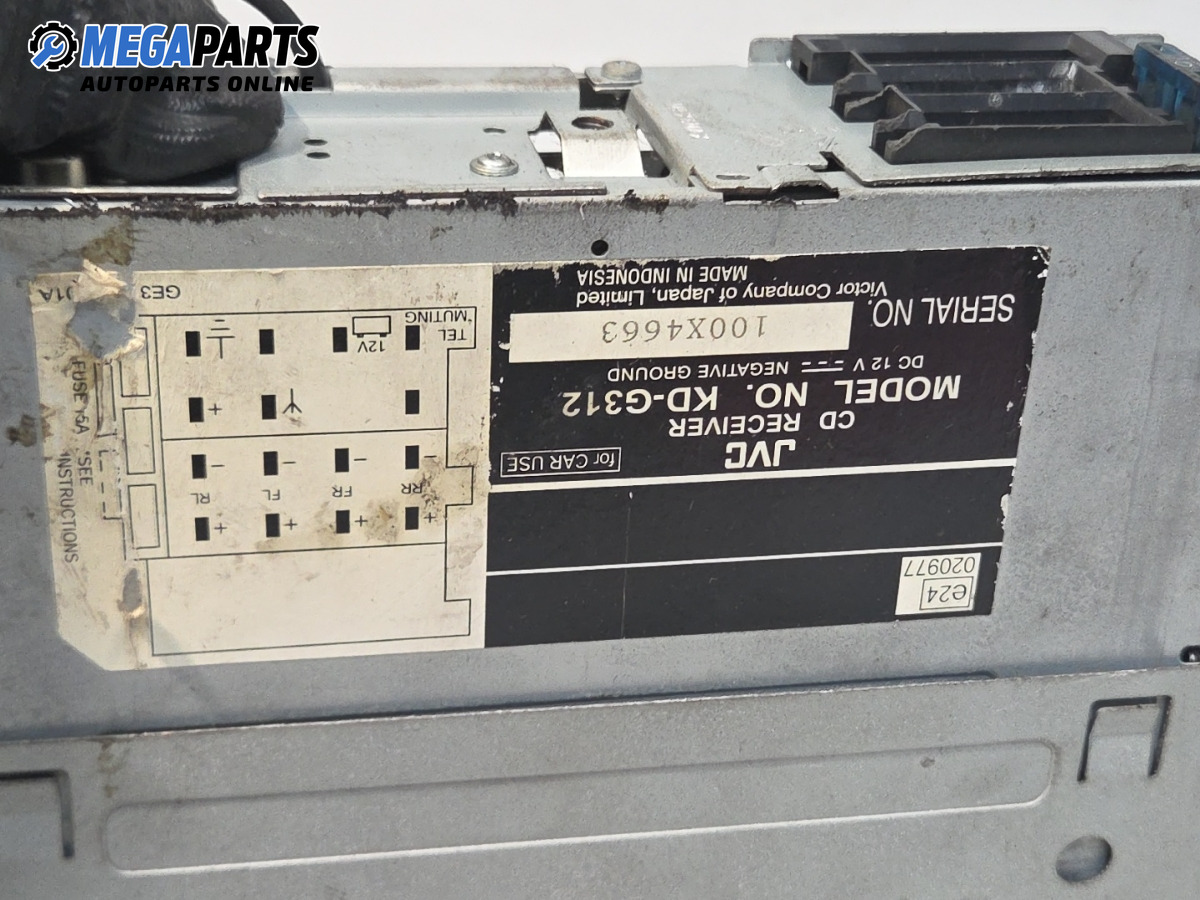 MEGAPARTS
AUTOPARTS ONLINE
e24
020977
JVC
for CAR USE
CD RECEIVER
MODEL NO. KD-G312
DC 12 V NEGATIVE GROUND
SERIAL NO.
100X4663
Victor Company of Japan, Limited
MADE IN INDONESIA
+ + + +
RR FR FL RL
- - - -
+
TEL
MUTING
12V
GE3
01A
FUSE 15A
SEE
INSTRUCTIONS